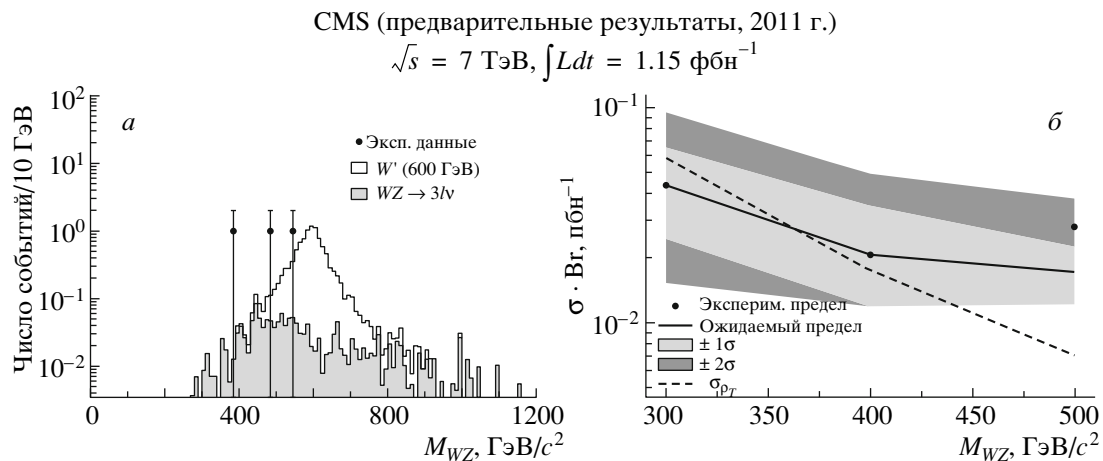 CMS (предварительные результаты, 2011 г.)
√s = 7 ТэВ, ∫Ldt = 1.15 фбн⁻¹
Число событий/10 ГэВ
10²
10¹
10⁰
10⁻¹
10⁻²
а
Эксп. данные
W' (600 ГэВ)
WZ → 3lν
0 400 800 1200
M_WZ, ГэВ/c²
σ · Br, пбн⁻¹
10⁻¹
10⁻²
б
Эксперим. предел
Ожидаемый предел
± 1σ
± 2σ
σ_ρ_T
300 350 400 450 500
M_WZ, ГэВ/c²